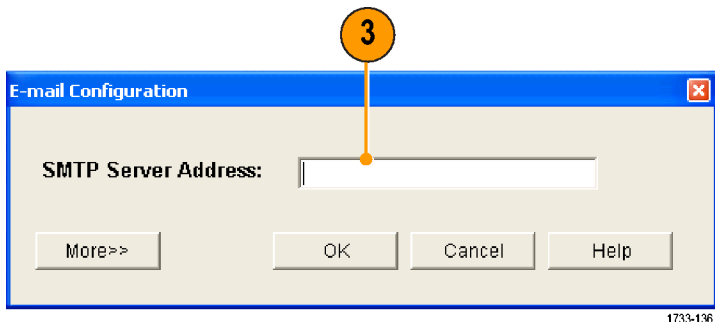 3
E-mail Configuration
SMTP Server Address:
More>> OK Cancel Help
1733-136